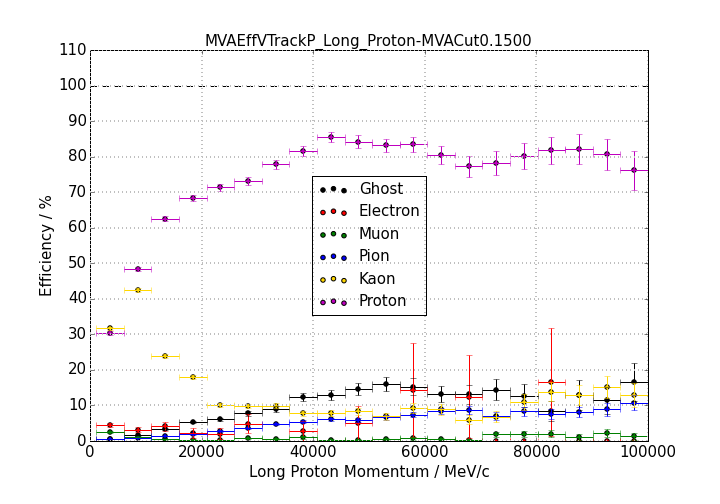 MVAEffVTrackP_Long_Proton-MVACut0.1500
110
100
90
80
70
60
50
40
30
20
10
0
Efficiency / %
Ghost
Electron
Muon
Pion
Kaon
Proton
0 20000 40000 60000 80000 100000
Long Proton Momentum / MeV/c